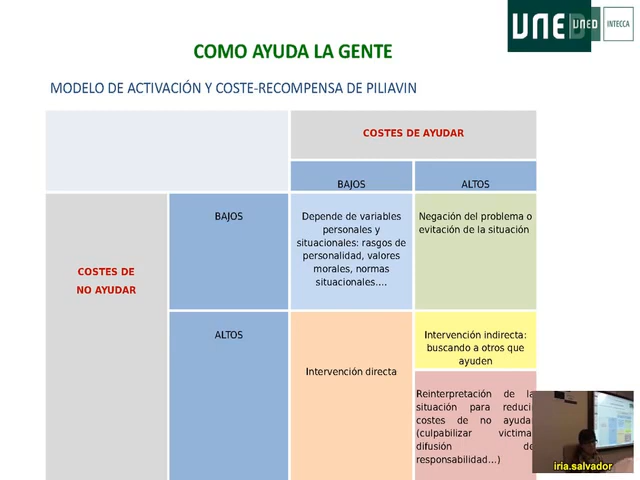 UNED
UNED
INTECCA
COMO AYUDA LA GENTE
MODELO DE ACTIVACIÓN Y COSTE-RECOMPENSA DE PILIAVIN
COSTES DE AYUDAR
BAJOS
ALTOS
COSTES DE
NO AYUDAR
BAJOS
Depende de variables
personales y
situacionales: rasgos de
personalidad, valores
morales, normas
situacionales....
Negación del problema o
evitación de la situación
ALTOS
Intervención directa
Intervención indirecta:
buscando a otros que
ayuden
Reinterpretación de la
situación para reduci
costes de no ayuda
(culpabilizar victima
difusión de
responsabilidad...)
iria.salvador